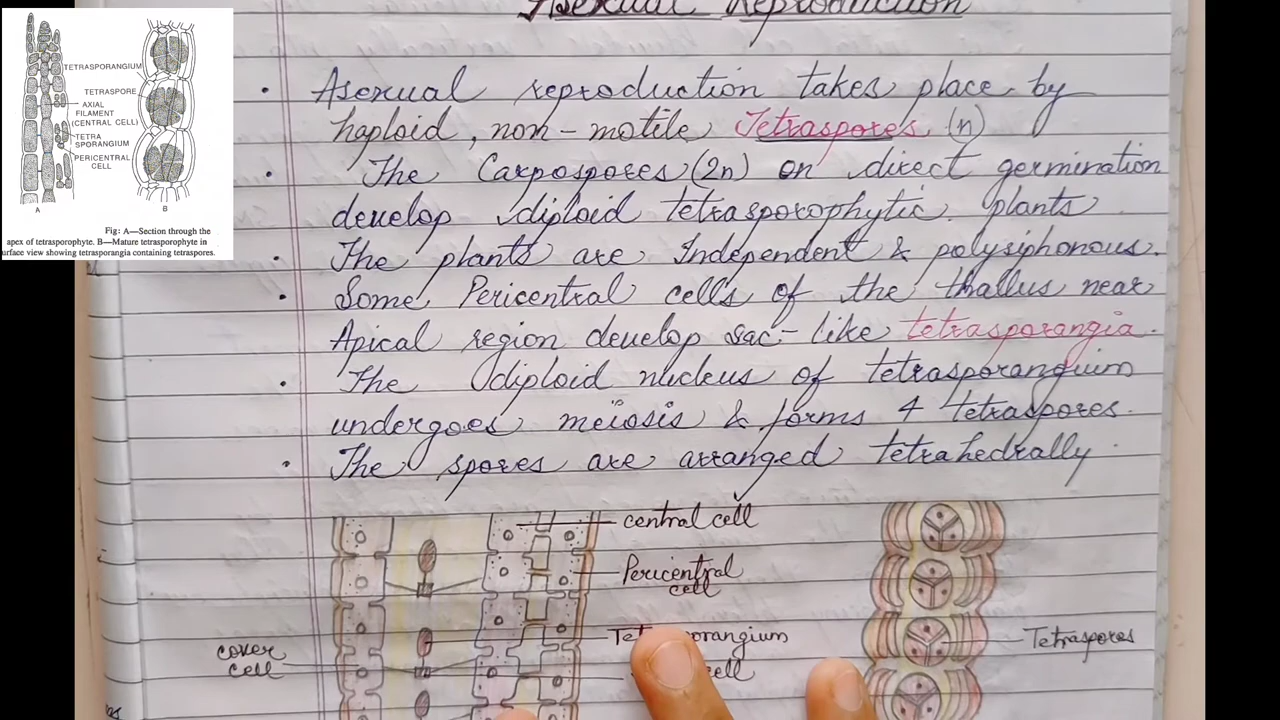 Asexual Reproduction
• Asexual reproduction takes place by
haploid, non-motile Tetraspores (n)
• The Carpospores (2n) on direct germination
develop diploid tetrasporophytic plants
• The plants are Independent & polysiphonous.
• Some Pericentral cells of the thallus near
Apical region develop sac-like tetrasporangia.
• The diploid nucleus of tetrasporangium
undergoes meiosis & forms 4 tetraspores.
• The spores are arranged tetrahedrally.
central cell
Pericentral
cell
cover
cell
cell
Tetraspores
TETRASPORANGIUM
TETRASPORE
AXIAL
FILAMENT
(CENTRAL CELL)
TETRA
SPORANGIUM
PERICENTRAL
CELL
A
B
Fig: A—Section through the
apex of tetrasporophyte. B—Mature tetrasporophyte in
urface view showing tetrasporangia containing tetraspores.